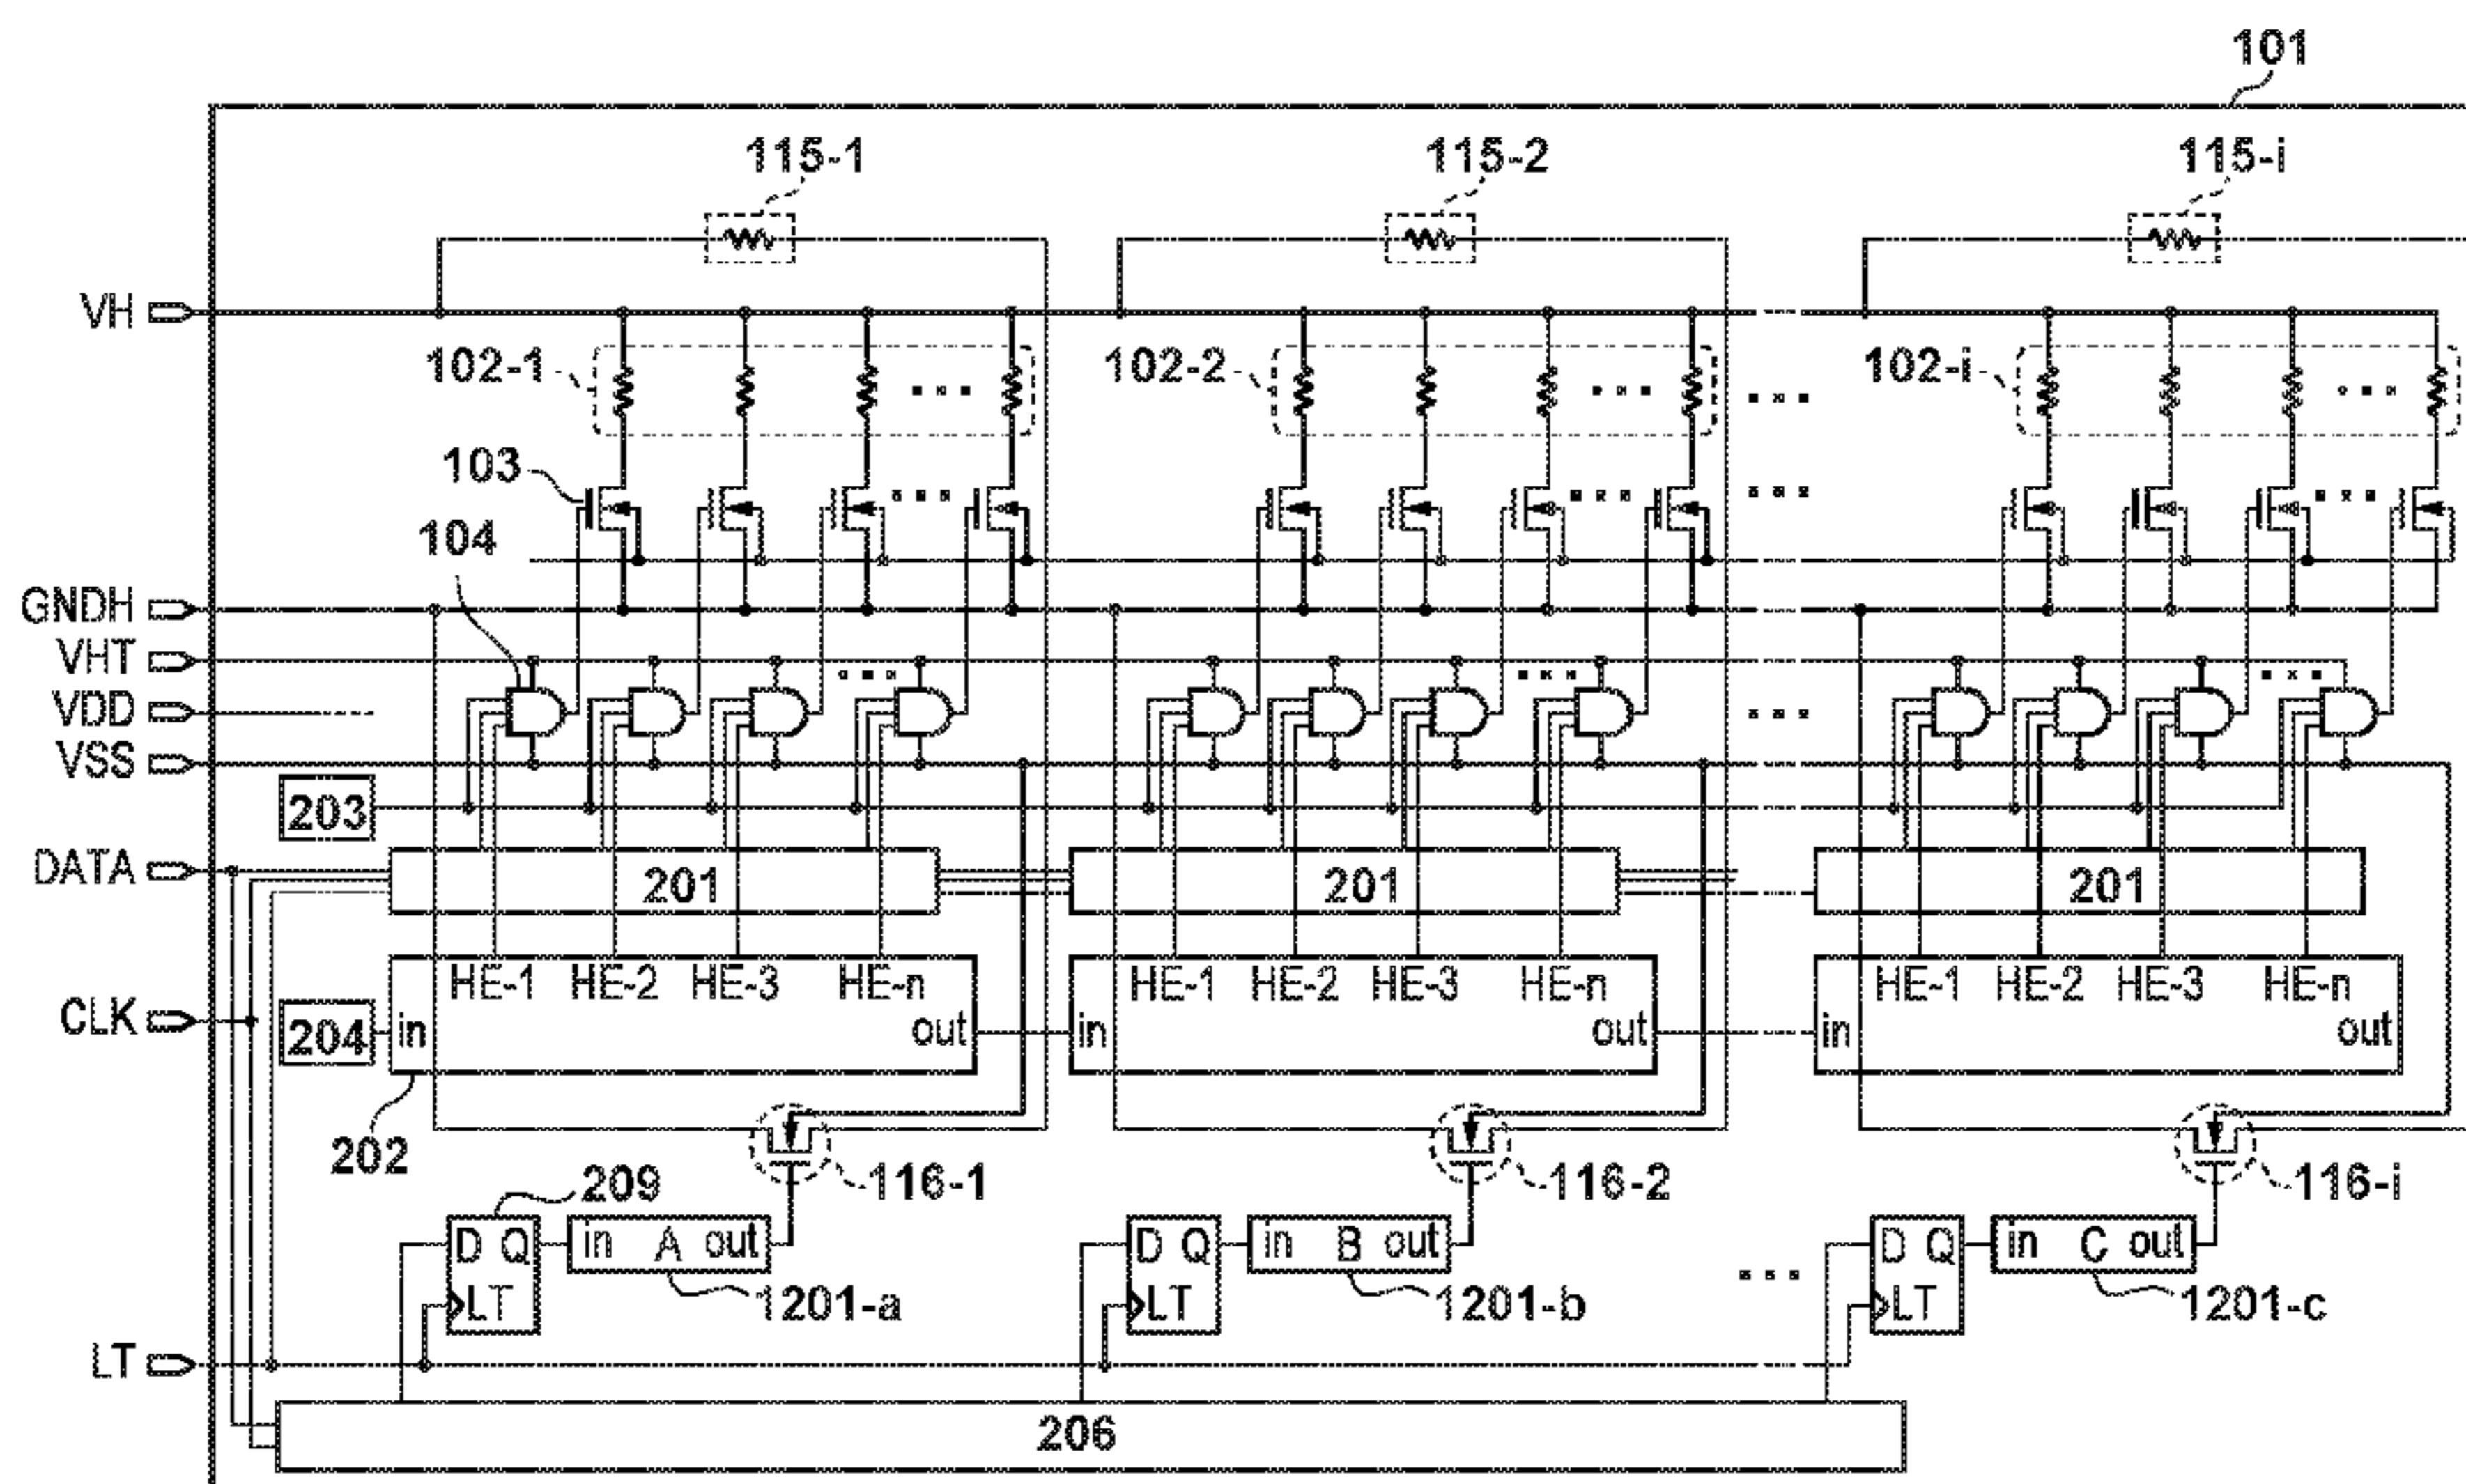 101
115-1 115-2 115-i
VH
102-1 102-2 102-i
103
104
GNDH
VHT
VDD
VSS
203
DATA
201 201 201
HE-1 HE-2 HE-3 HE-n HE-1 HE-2 HE-3 HE-n HE-1 HE-2 HE-3 HE-n
CLK
204 in out in out in out
202
209 116-1 116-2 116-i
D Q in A out D Q in B out D Q in C out
LT 1201-a LT 1201-b LT 1201-c
LT
206